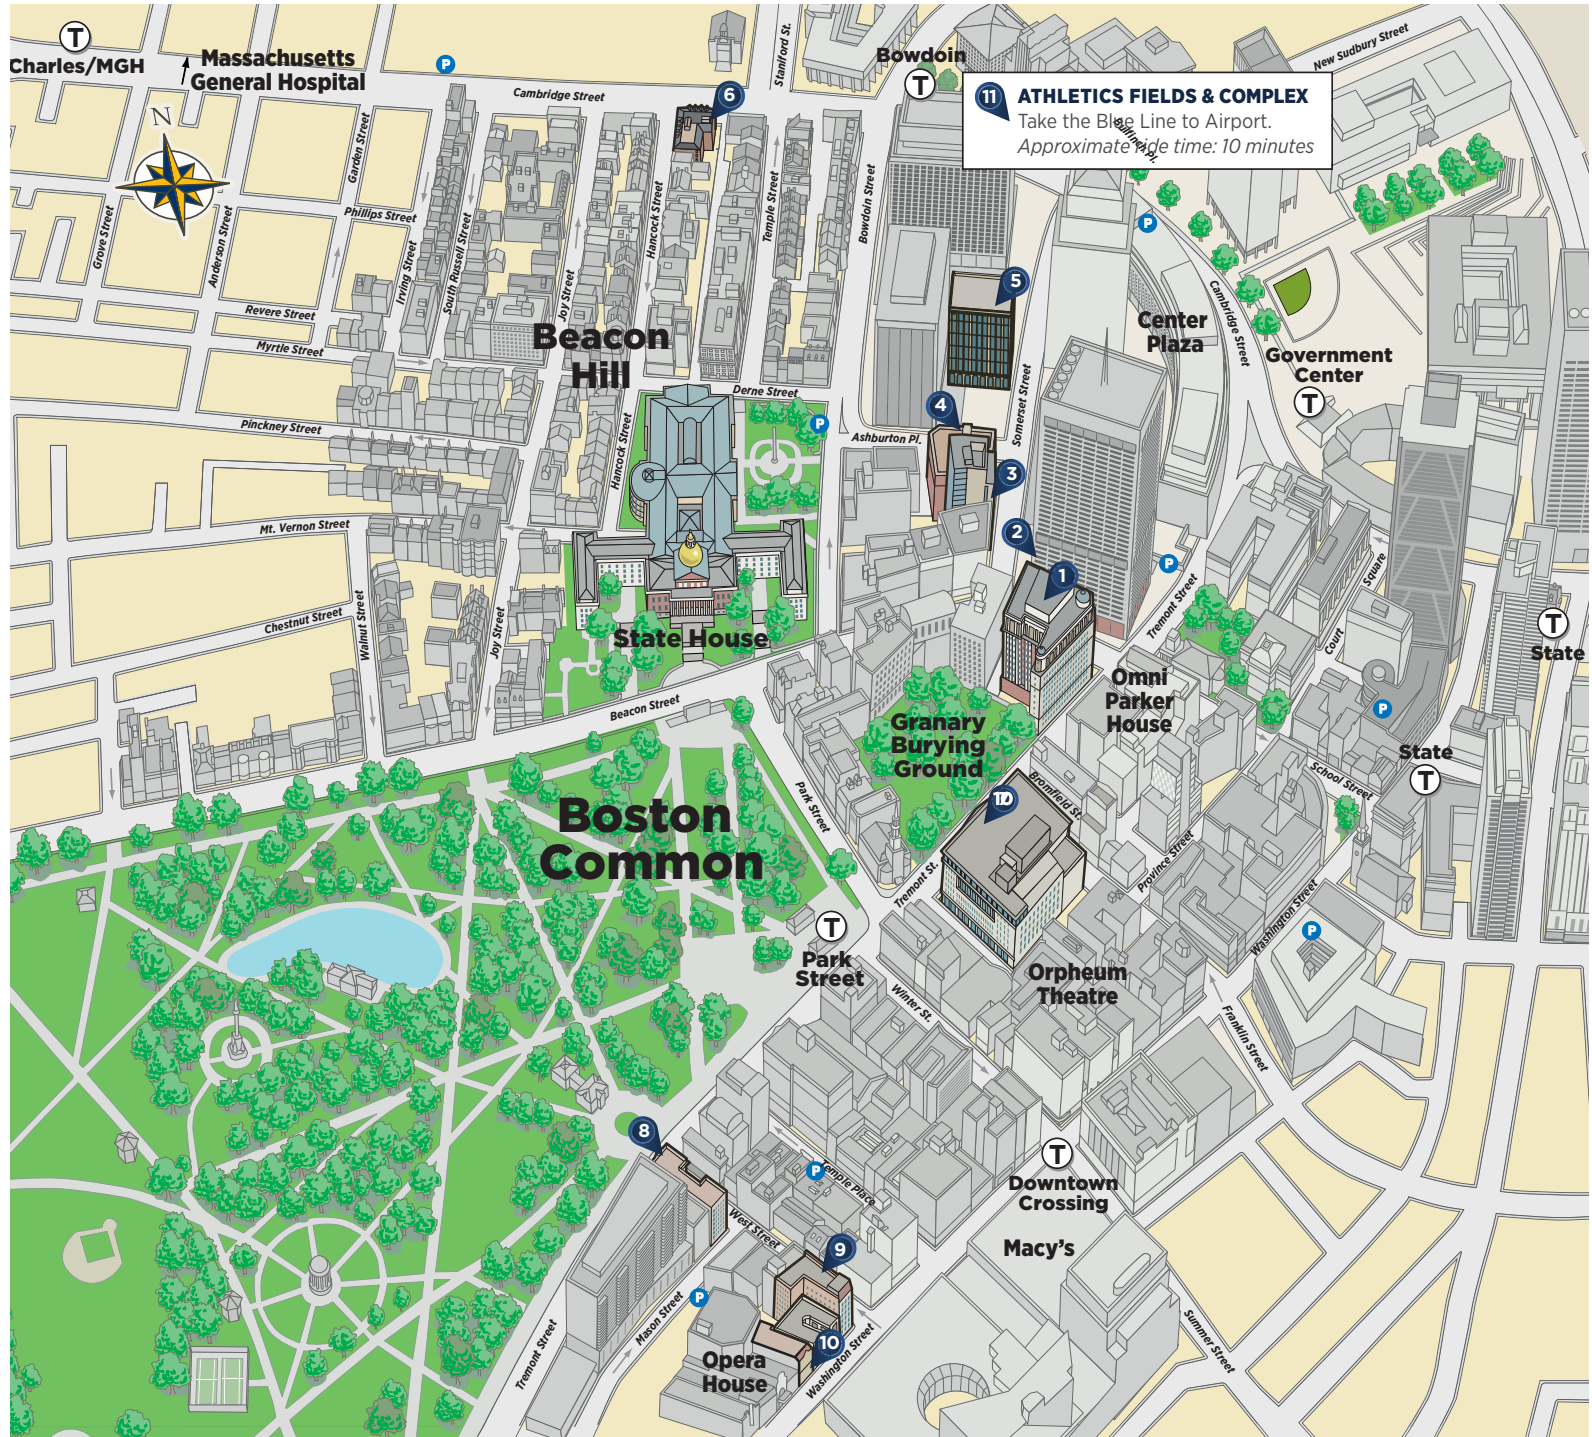 T
Charles/MGH
Massachusetts
General Hospital
N
P
Cambridge Street
6
Staniford St.
Bowdoin
T
New Sudbury Street
11 ATHLETICS FIELDS & COMPLEX
Take the Blue Line to Airport.
Approximate ride time: 10 minutes
Bulfinch Pl.
Garden Street
Phillips Street
Grove Street
Anderson Street
Irving Street
South Russell Street
Joy Street
Hancock Street
Temple Street
Bowdoin Street
P
5
Revere Street
Myrtle Street
Beacon
Hill
Center
Plaza
Cambridge Street
Government
Center
T
Derne Street
P
4
Ashburton Pl.
Somerset Street
3
Pinckney Street
Hancock Street
2
Mt. Vernon Street
1
P
Square
Court
Tremont Street
Chestnut Street
Walnut Street
Joy Street
State House
T
State
Omni
Parker
House
Beacon Street
Granary
Burying
Ground
P
State
T
School Street
Bromfield St.
Park Street
Boston
Common
Province Street
Tremont St.
Washington Street
P
T
Park
Street
Orpheum
Theatre
Winter St.
Franklin Street
8
T
Downtown
Crossing
P
Temple Place
West Street
Macy's
9
Mason Street
P
10
Opera
House
Washington Street
Tremont Street
Summer Street